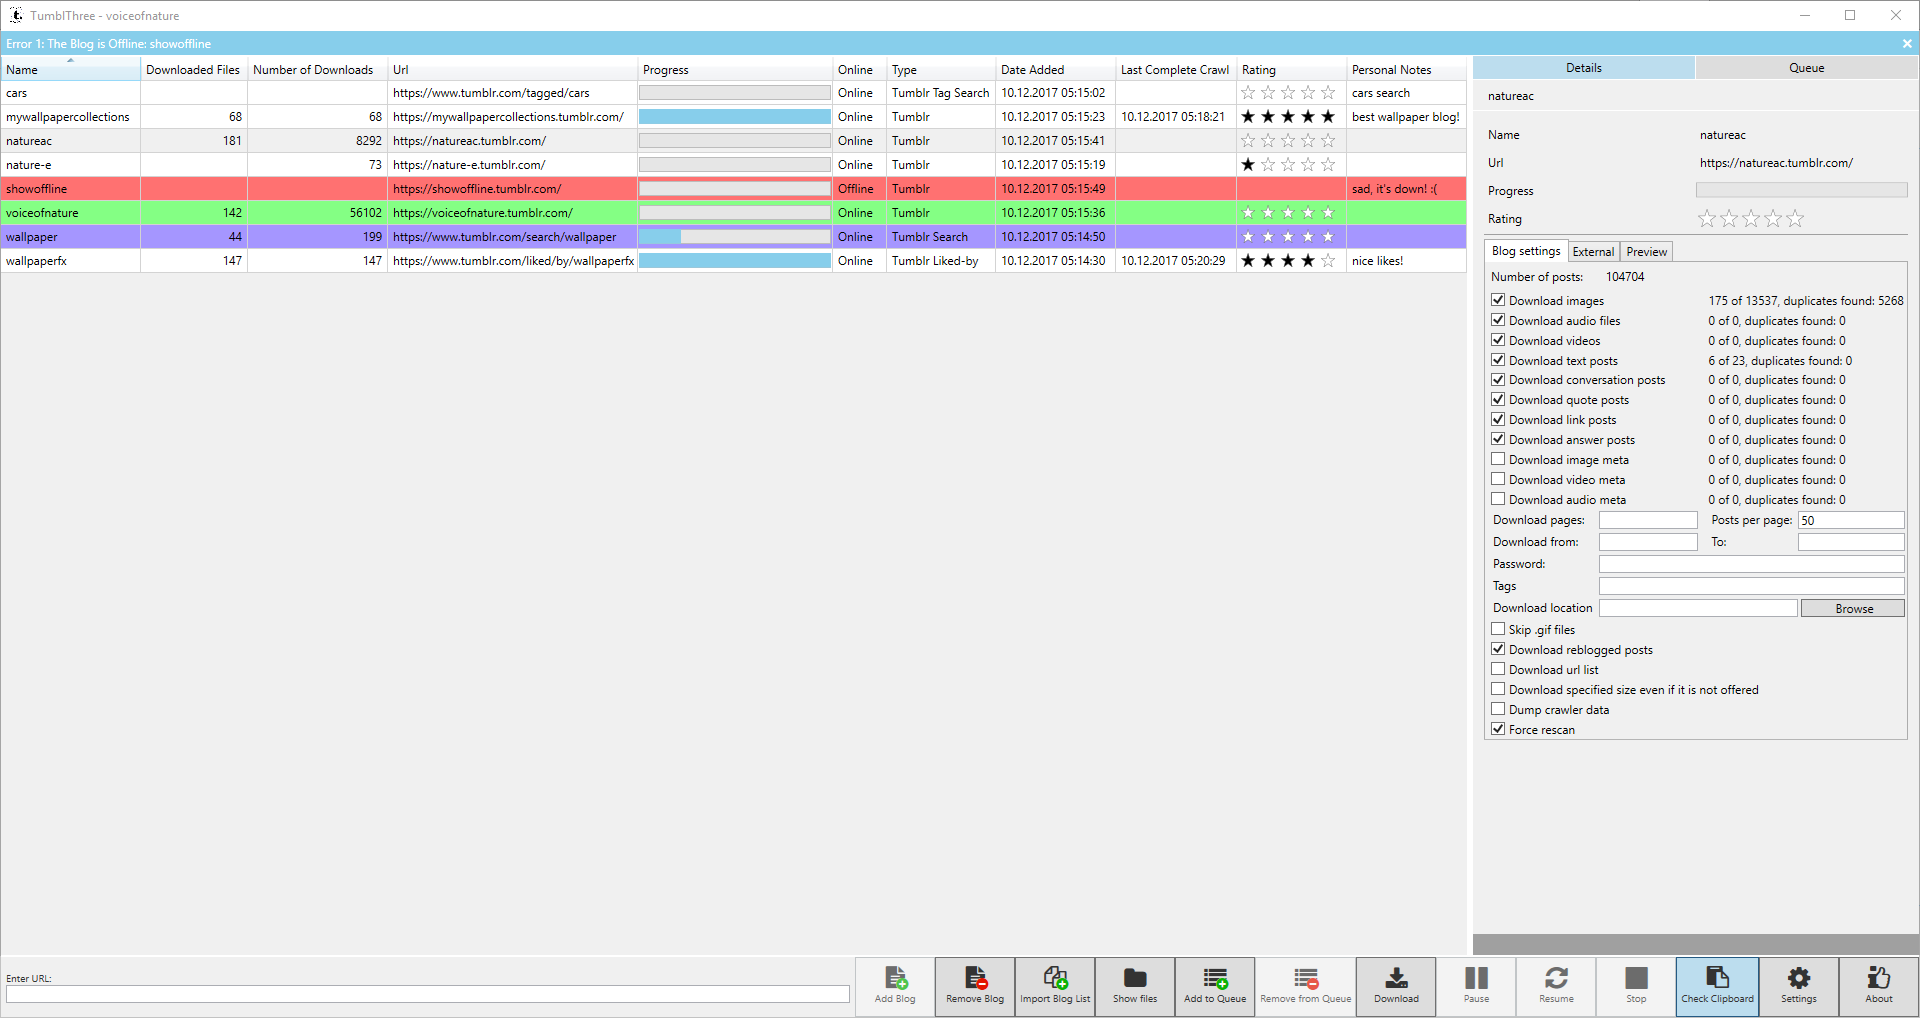 TumblThree - voiceofnature
Error 1: The Blog is Offline: showoffline
Name Downloaded Files Number of Downloads Url Progress Online Type Date Added Last Complete Crawl Rating Personal Notes
cars https://www.tumblr.com/tagged/cars Online Tumblr Tag Search 10.12.2017 05:15:02 cars search
mywallpapercollections 68 68 https://mywallpapercollections.tumblr.com/ Online Tumblr 10.12.2017 05:15:23 10.12.2017 05:18:21 best wallpaper blog!
natureac 181 8292 https://natureac.tumblr.com/ Online Tumblr 10.12.2017 05:15:41
nature-e 73 https://nature-e.tumblr.com/ Online Tumblr 10.12.2017 05:15:19
showoffline https://showoffline.tumblr.com/ Offline Tumblr 10.12.2017 05:15:49 sad, it's down! :(
voiceofnature 142 56102 https://voiceofnature.tumblr.com/ Online Tumblr 10.12.2017 05:15:36
wallpaper 44 199 https://www.tumblr.com/search/wallpaper Online Tumblr Search 10.12.2017 05:14:50
wallpaperfx 147 147 https://www.tumblr.com/liked/by/wallpaperfx Online Tumblr Liked-by 10.12.2017 05:14:30 10.12.2017 05:20:29 nice likes!
Details Queue
natureac
Name natureac
Url https://natureac.tumblr.com/
Progress
Rating
Blog settings External Preview
Number of posts: 104704
Download images 175 of 13537, duplicates found: 5268
Download audio files 0 of 0, duplicates found: 0
Download videos 0 of 0, duplicates found: 0
Download text posts 6 of 23, duplicates found: 0
Download conversation posts 0 of 0, duplicates found: 0
Download quote posts 0 of 0, duplicates found: 0
Download link posts 0 of 0, duplicates found: 0
Download answer posts 0 of 0, duplicates found: 0
Download image meta 0 of 0, duplicates found: 0
Download video meta 0 of 0, duplicates found: 0
Download audio meta 0 of 0, duplicates found: 0
Download pages: Posts per page: 50
Download from: To:
Password:
Tags
Download location Browse
Skip .gif files
Download reblogged posts
Download url list
Download specified size even if it is not offered
Dump crawler data
Force rescan
Enter URL:
Add Blog Remove Blog Import Blog List Show files Add to Queue Remove from Queue Download Pause Resume Stop Check Clipboard Settings About